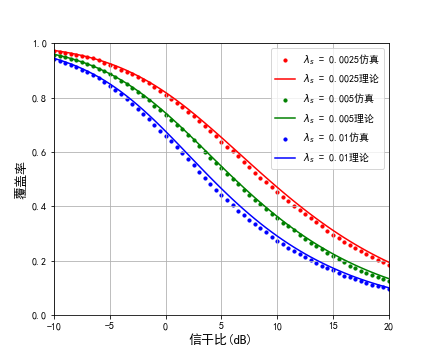 1.0
0.8
0.6
0.4
0.2
0.0
覆盖率
λs = 0.0025仿真
λs = 0.0025理论
λs = 0.005仿真
λs = 0.005理论
λs = 0.01仿真
λs = 0.01理论
-10 -5 0 5 10 15 20
信干比(dB)